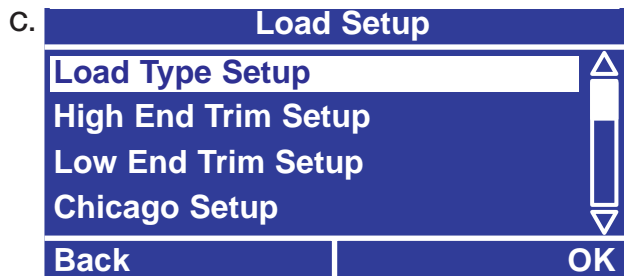 c. Load Setup
Load Type Setup
High End Trim Setup
Low End Trim Setup
Chicago Setup
Back OK